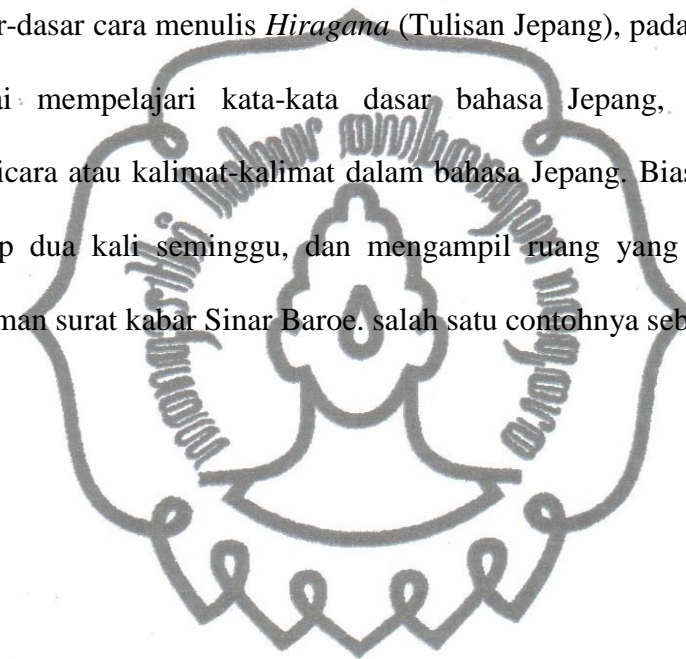 r-dasar cara menulis Hiragana (Tulisan Jepang), pada
ai mempelajari kata-kata dasar bahasa Jepang,
icara atau kalimat-kalimat dalam bahasa Jepang. Bias
p dua kali seminggu, dan mengampil ruang yang
man surat kabar Sinar Baroe. salah satu contohnya seb